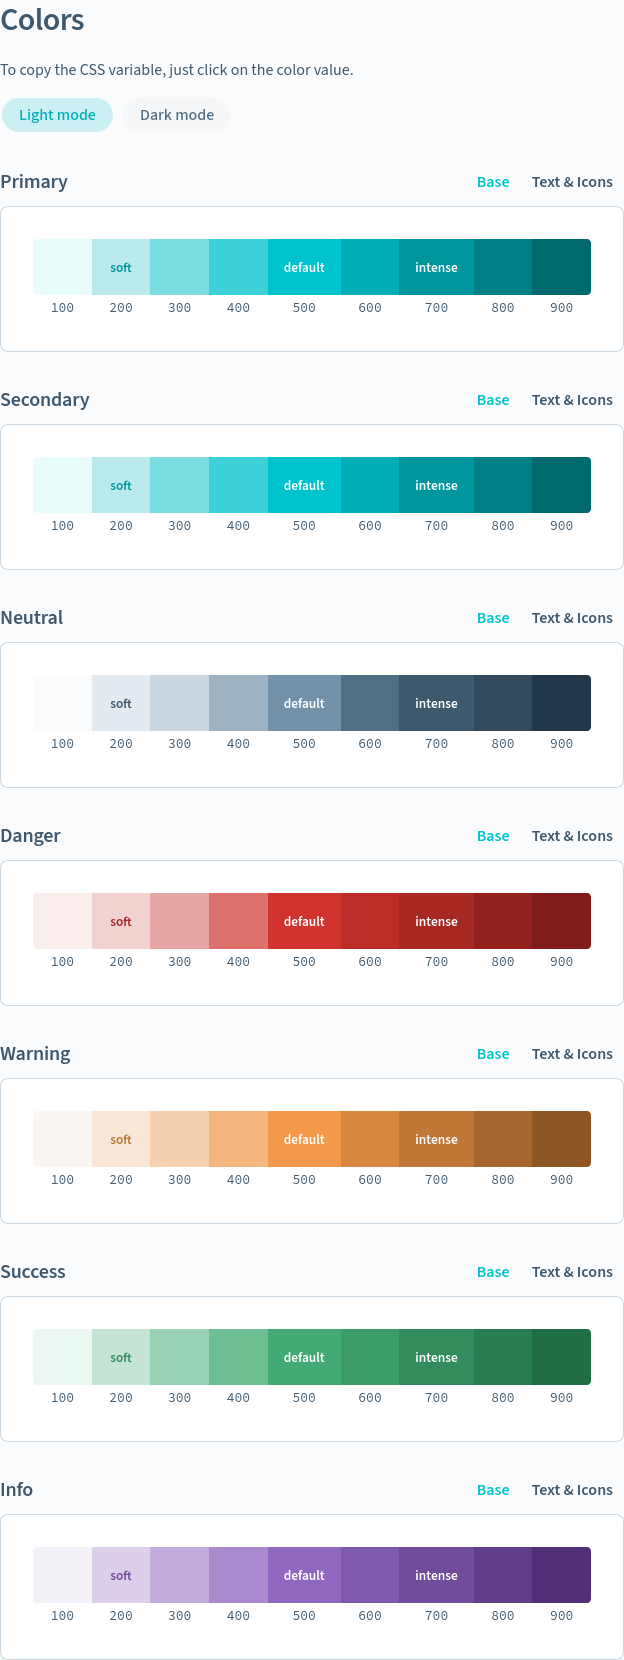 Colors
To copy the CSS variable, just click on the color value.
Light mode Dark mode
Primary Base Text & Icons
soft default intense
100 200 300 400 500 600 700 800 900
Secondary Base Text & Icons
soft default intense
100 200 300 400 500 600 700 800 900
Neutral Base Text & Icons
soft default intense
100 200 300 400 500 600 700 800 900
Danger Base Text & Icons
soft default intense
100 200 300 400 500 600 700 800 900
Warning Base Text & Icons
soft default intense
100 200 300 400 500 600 700 800 900
Success Base Text & Icons
soft default intense
100 200 300 400 500 600 700 800 900
Info Base Text & Icons
soft default intense
100 200 300 400 500 600 700 800 900